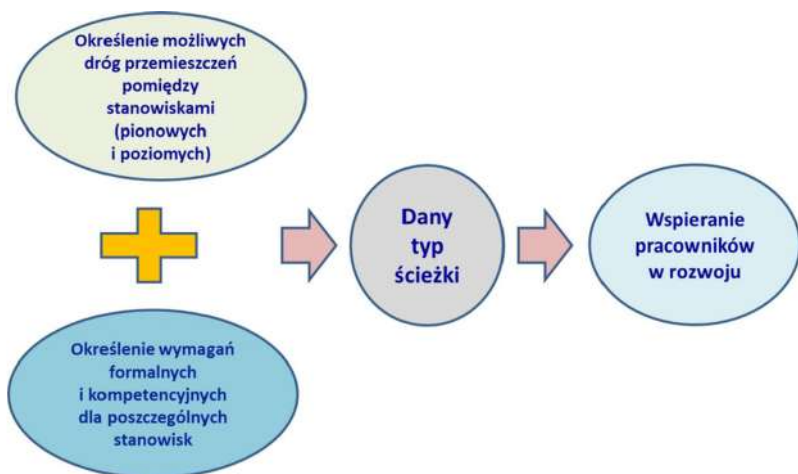 Określenie możliwych
dróg przemieszczeń
pomiędzy
stanowiskami
(pionowych
i poziomych)
Określenie wymagań
formalnych
i kompetencyjnych
dla poszczególnych
stanowisk
Dany
typ
ścieżki
Wspieranie
pracowników
w rozwoju